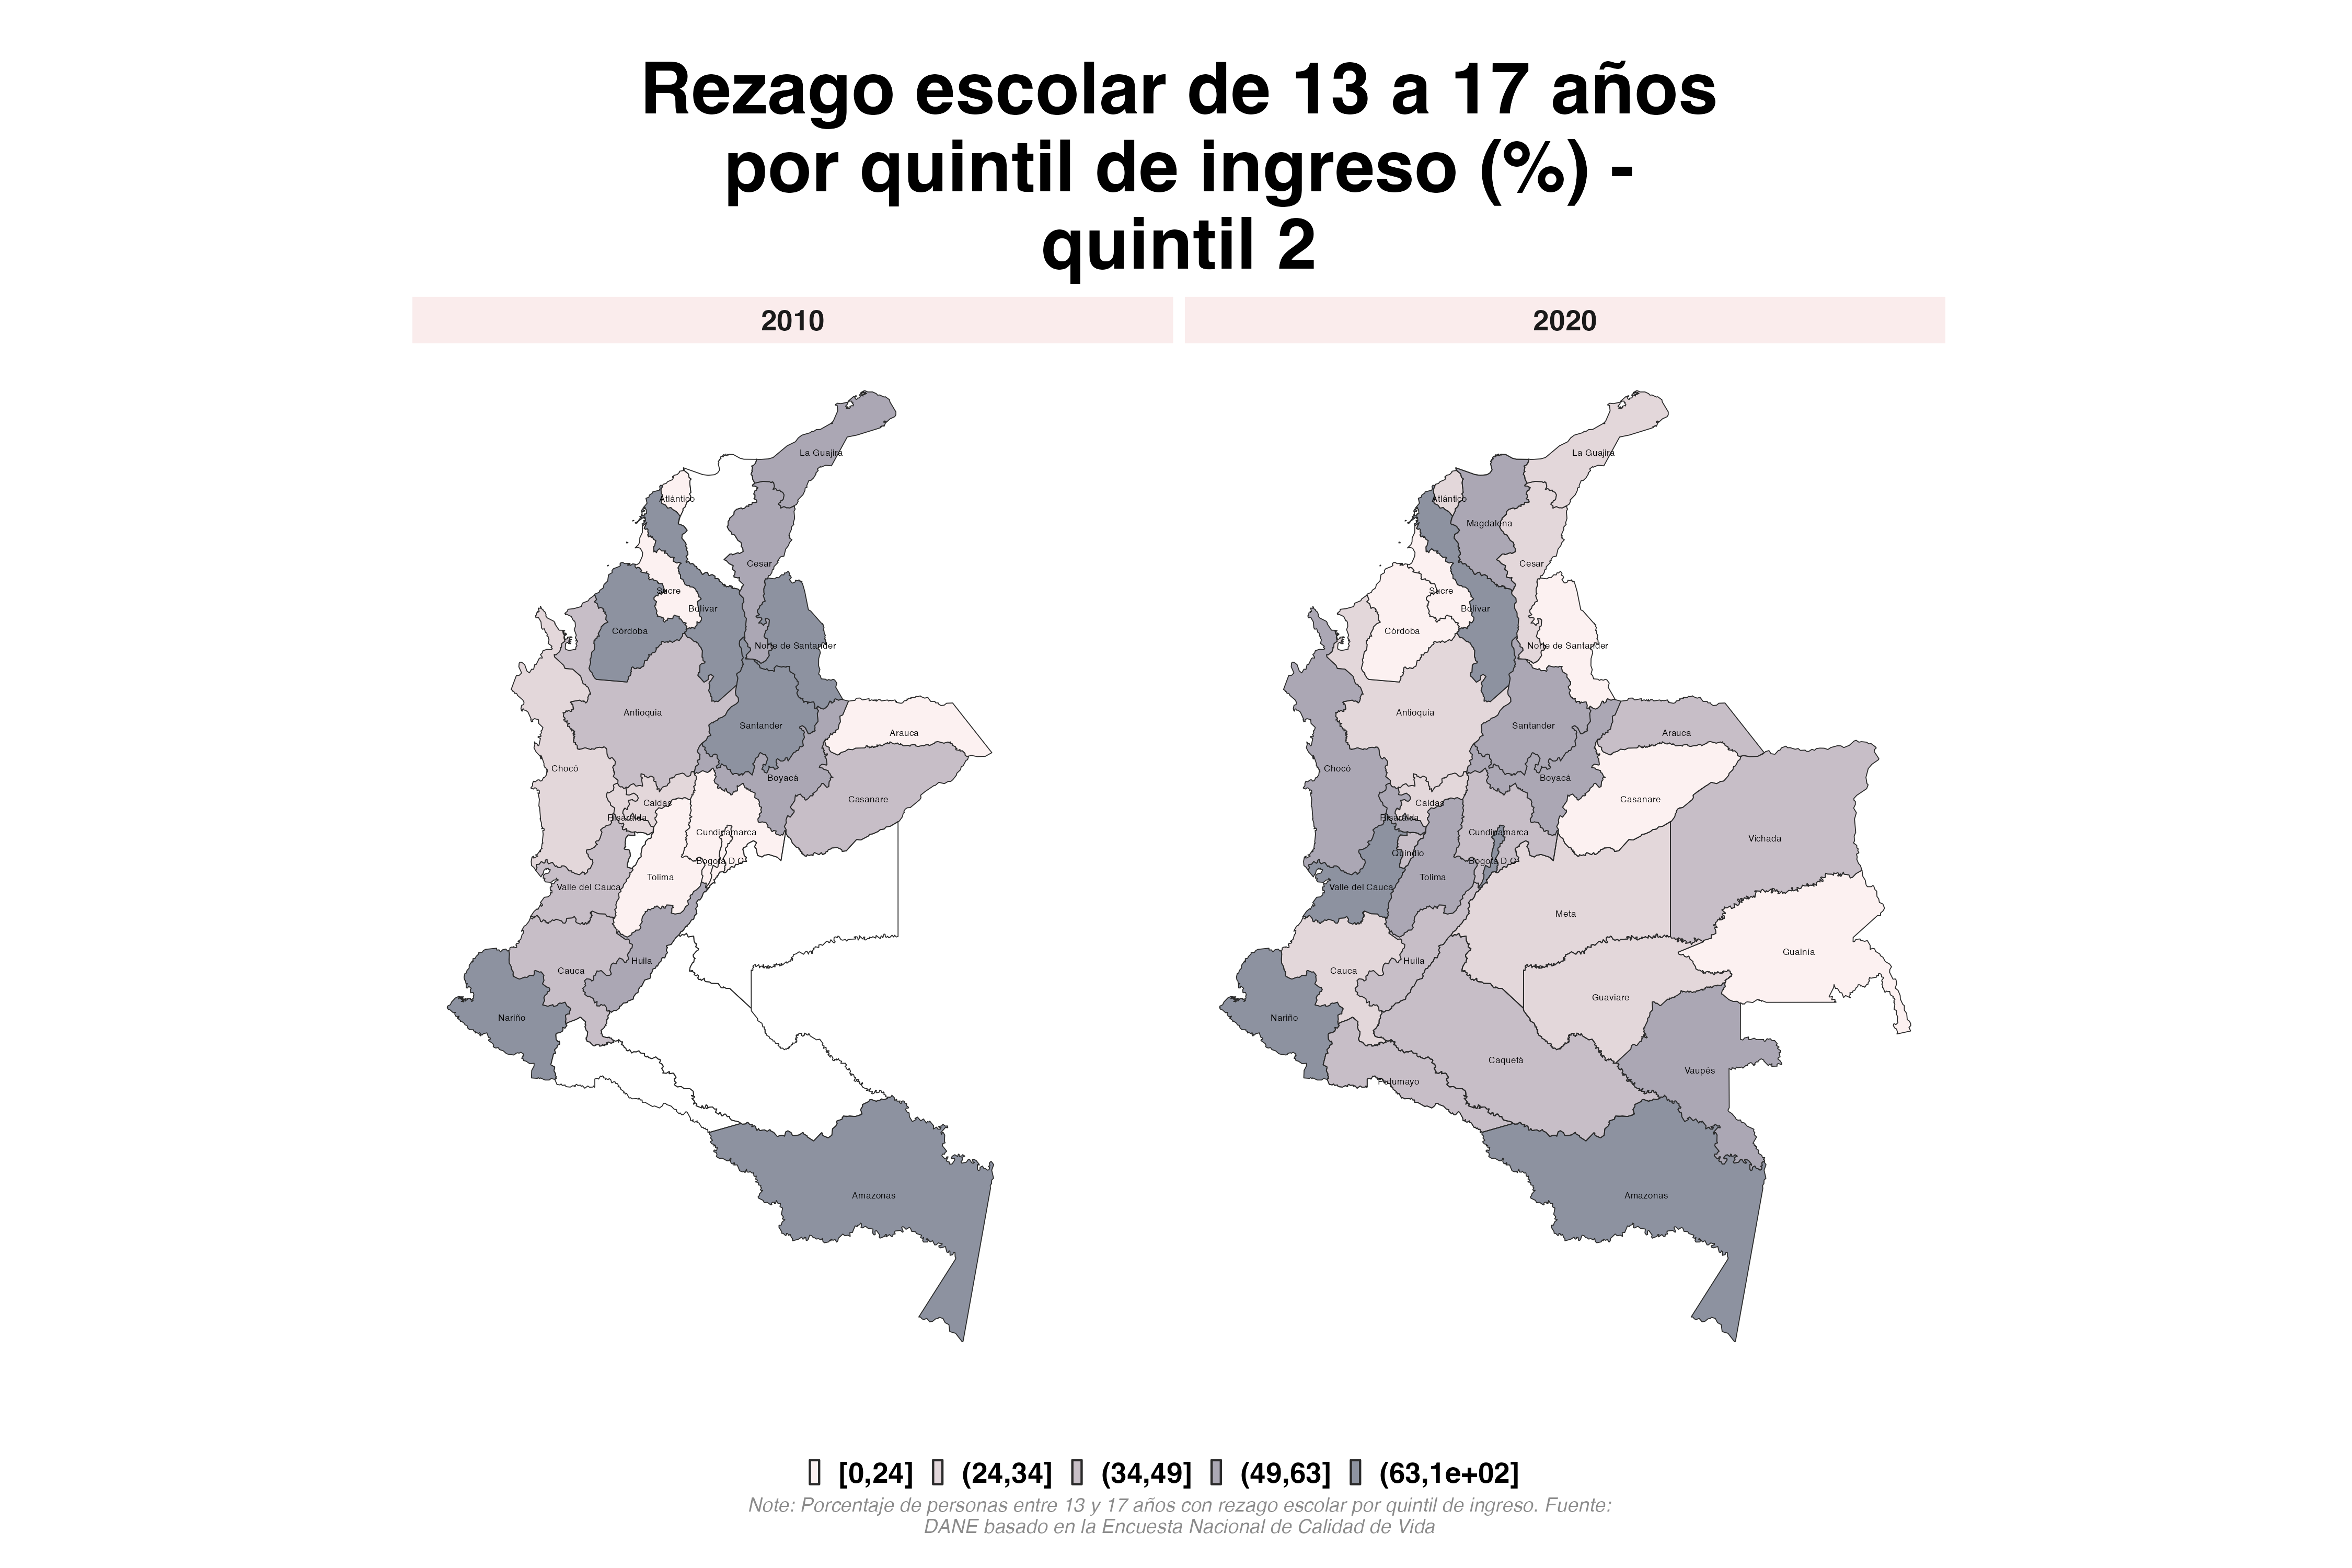 Rezago escolar de 13 a 17 años
por quintil de ingreso (%) -
quintil 2
2010
2020
La Guajira
Atlántico
Cesar
Sucre
Bolívar
Córdoba
Norte de Santander
Antioquia
Santander
Arauca
Chocó
Boyacá
Casanare
Caldas
Risaralda
Cundinamarca
Bogotá D.C.
Tolima
Valle del Cauca
Huila
Cauca
Nariño
Amazonas
La Guajira
Atlántico
Magdalena
Cesar
Sucre
Bolívar
Córdoba
Norte de Santander
Antioquia
Santander
Arauca
Chocó
Boyacá
Casanare
Caldas
Risaralda
Cundinamarca
Vichada
Quindío
Bogotá D.C.
Tolima
Valle del Cauca
Meta
Guainía
Huila
Cauca
Guaviare
Nariño
Caquetá
Vaupés
Putumayo
Amazonas
[0,24] (24,34] (34,49] (49,63] (63,1e+02]
Note: Porcentaje de personas entre 13 y 17 años con rezago escolar por quintil de ingreso. Fuente:
DANE basado en la Encuesta Nacional de Calidad de Vida